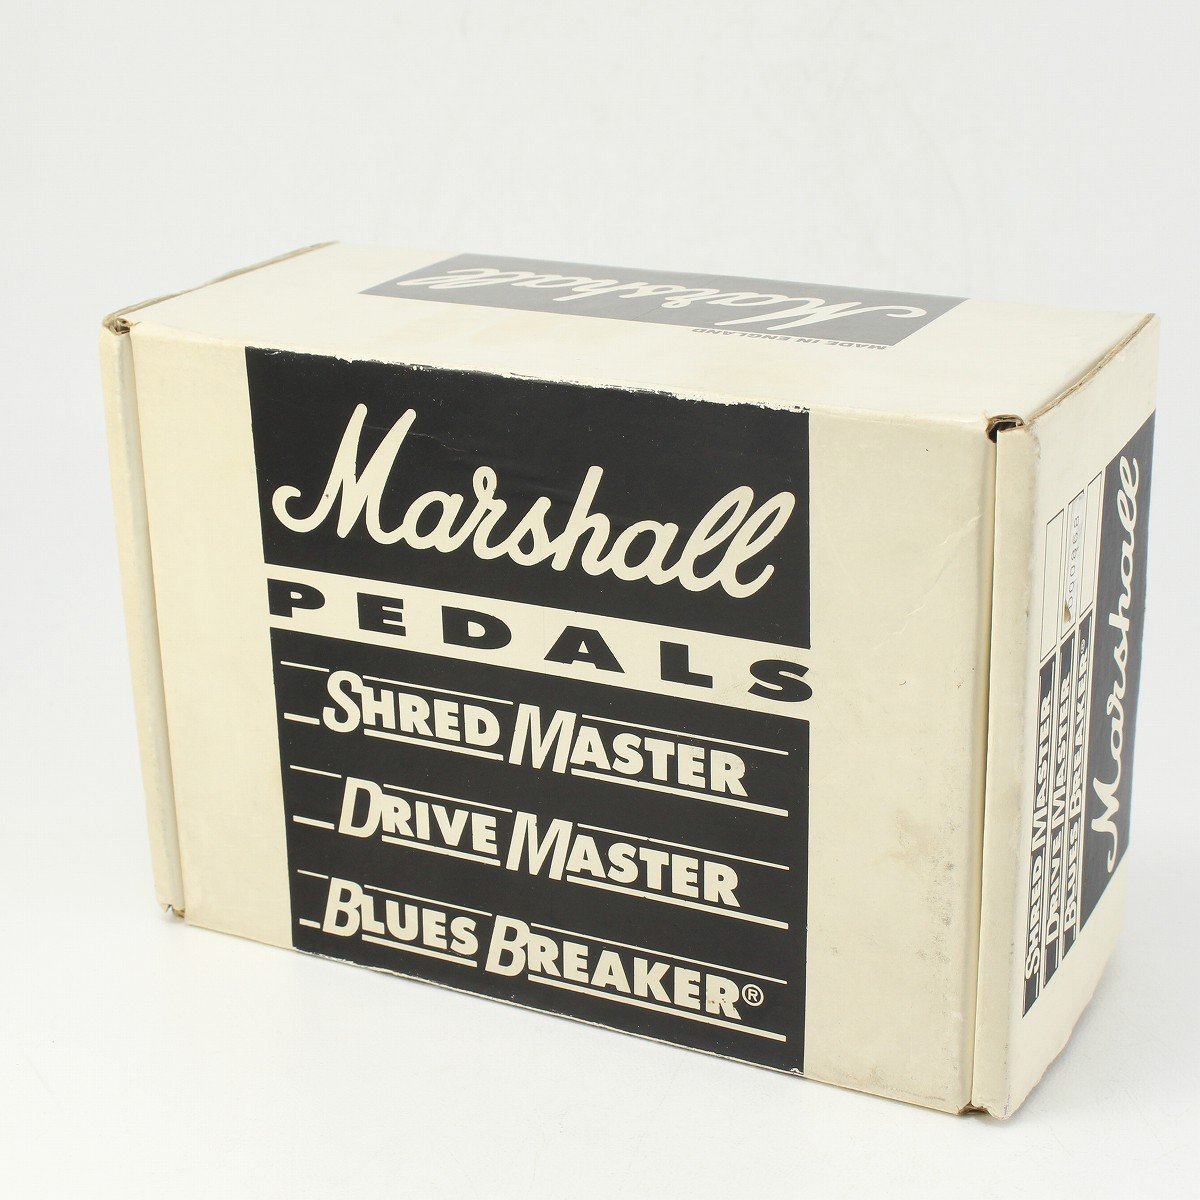 Marshall
MADE IN ENGLAND
Marshall
PEDALS
SHRED MASTER
DRIVE MASTER
BLUES BREAKER®
SHRED MASTER
DRIVE MASTER
BLUES BREAKER®
Marshall